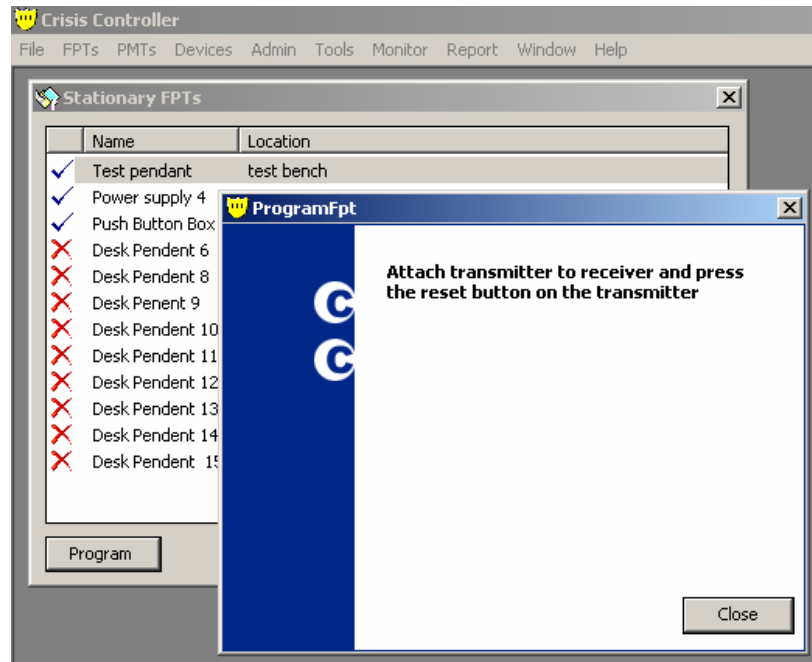 Crisis Controller
File FPTs PMTs Devices Admin Tools Monitor Report Window Help
Stationary FPTs
Name Location
Test pendant test bench
Power supply 4
Push Button Box
Desk Pendent 6
Desk Pendent 8
Desk Penent 9
Desk Pendent 10
Desk Pendent 11
Desk Pendent 12
Desk Pendent 13
Desk Pendent 14
Desk Pendent 15
Program
ProgramFpt
C
C
Attach transmitter to receiver and press
the reset button on the transmitter
Close